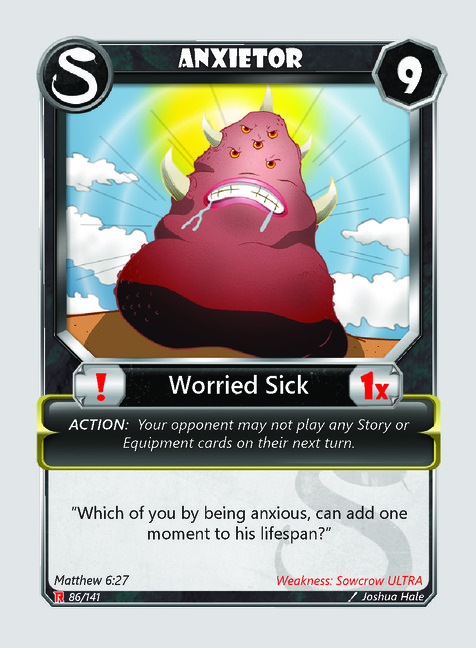 S
ANXIETOR
9
!
Worried Sick
1x
ACTION: Your opponent may not play any Story or
Equipment cards on their next turn.
S
"Which of you by being anxious, can add one
moment to his lifespan?"
Matthew 6:27
Weakness: Sowcrow ULTRA
R 86/141
Joshua Hale